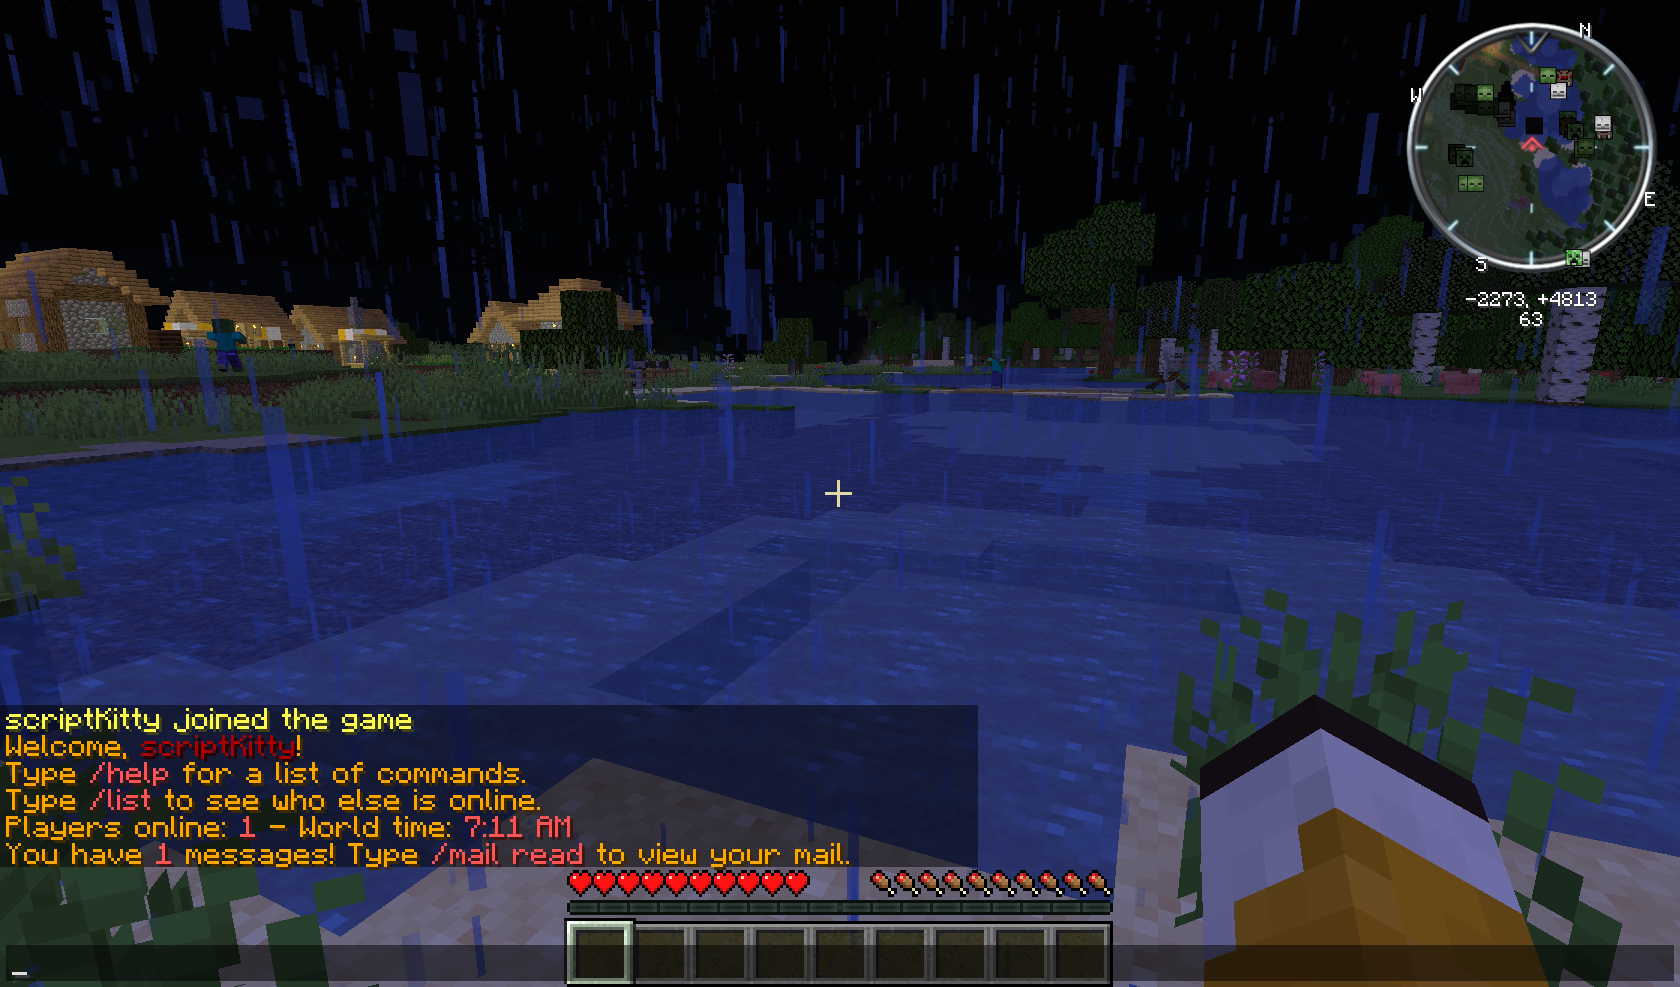 N
W
E
S
-2273, +4813
63
scriptKitty joined the game
Welcome, scriptKitty!
Type /help for a list of commands.
Type /list to see who else is online.
Players online: 1 - World time: 7:11 AM
You have 1 messages! Type /mail read to view your mail.
_